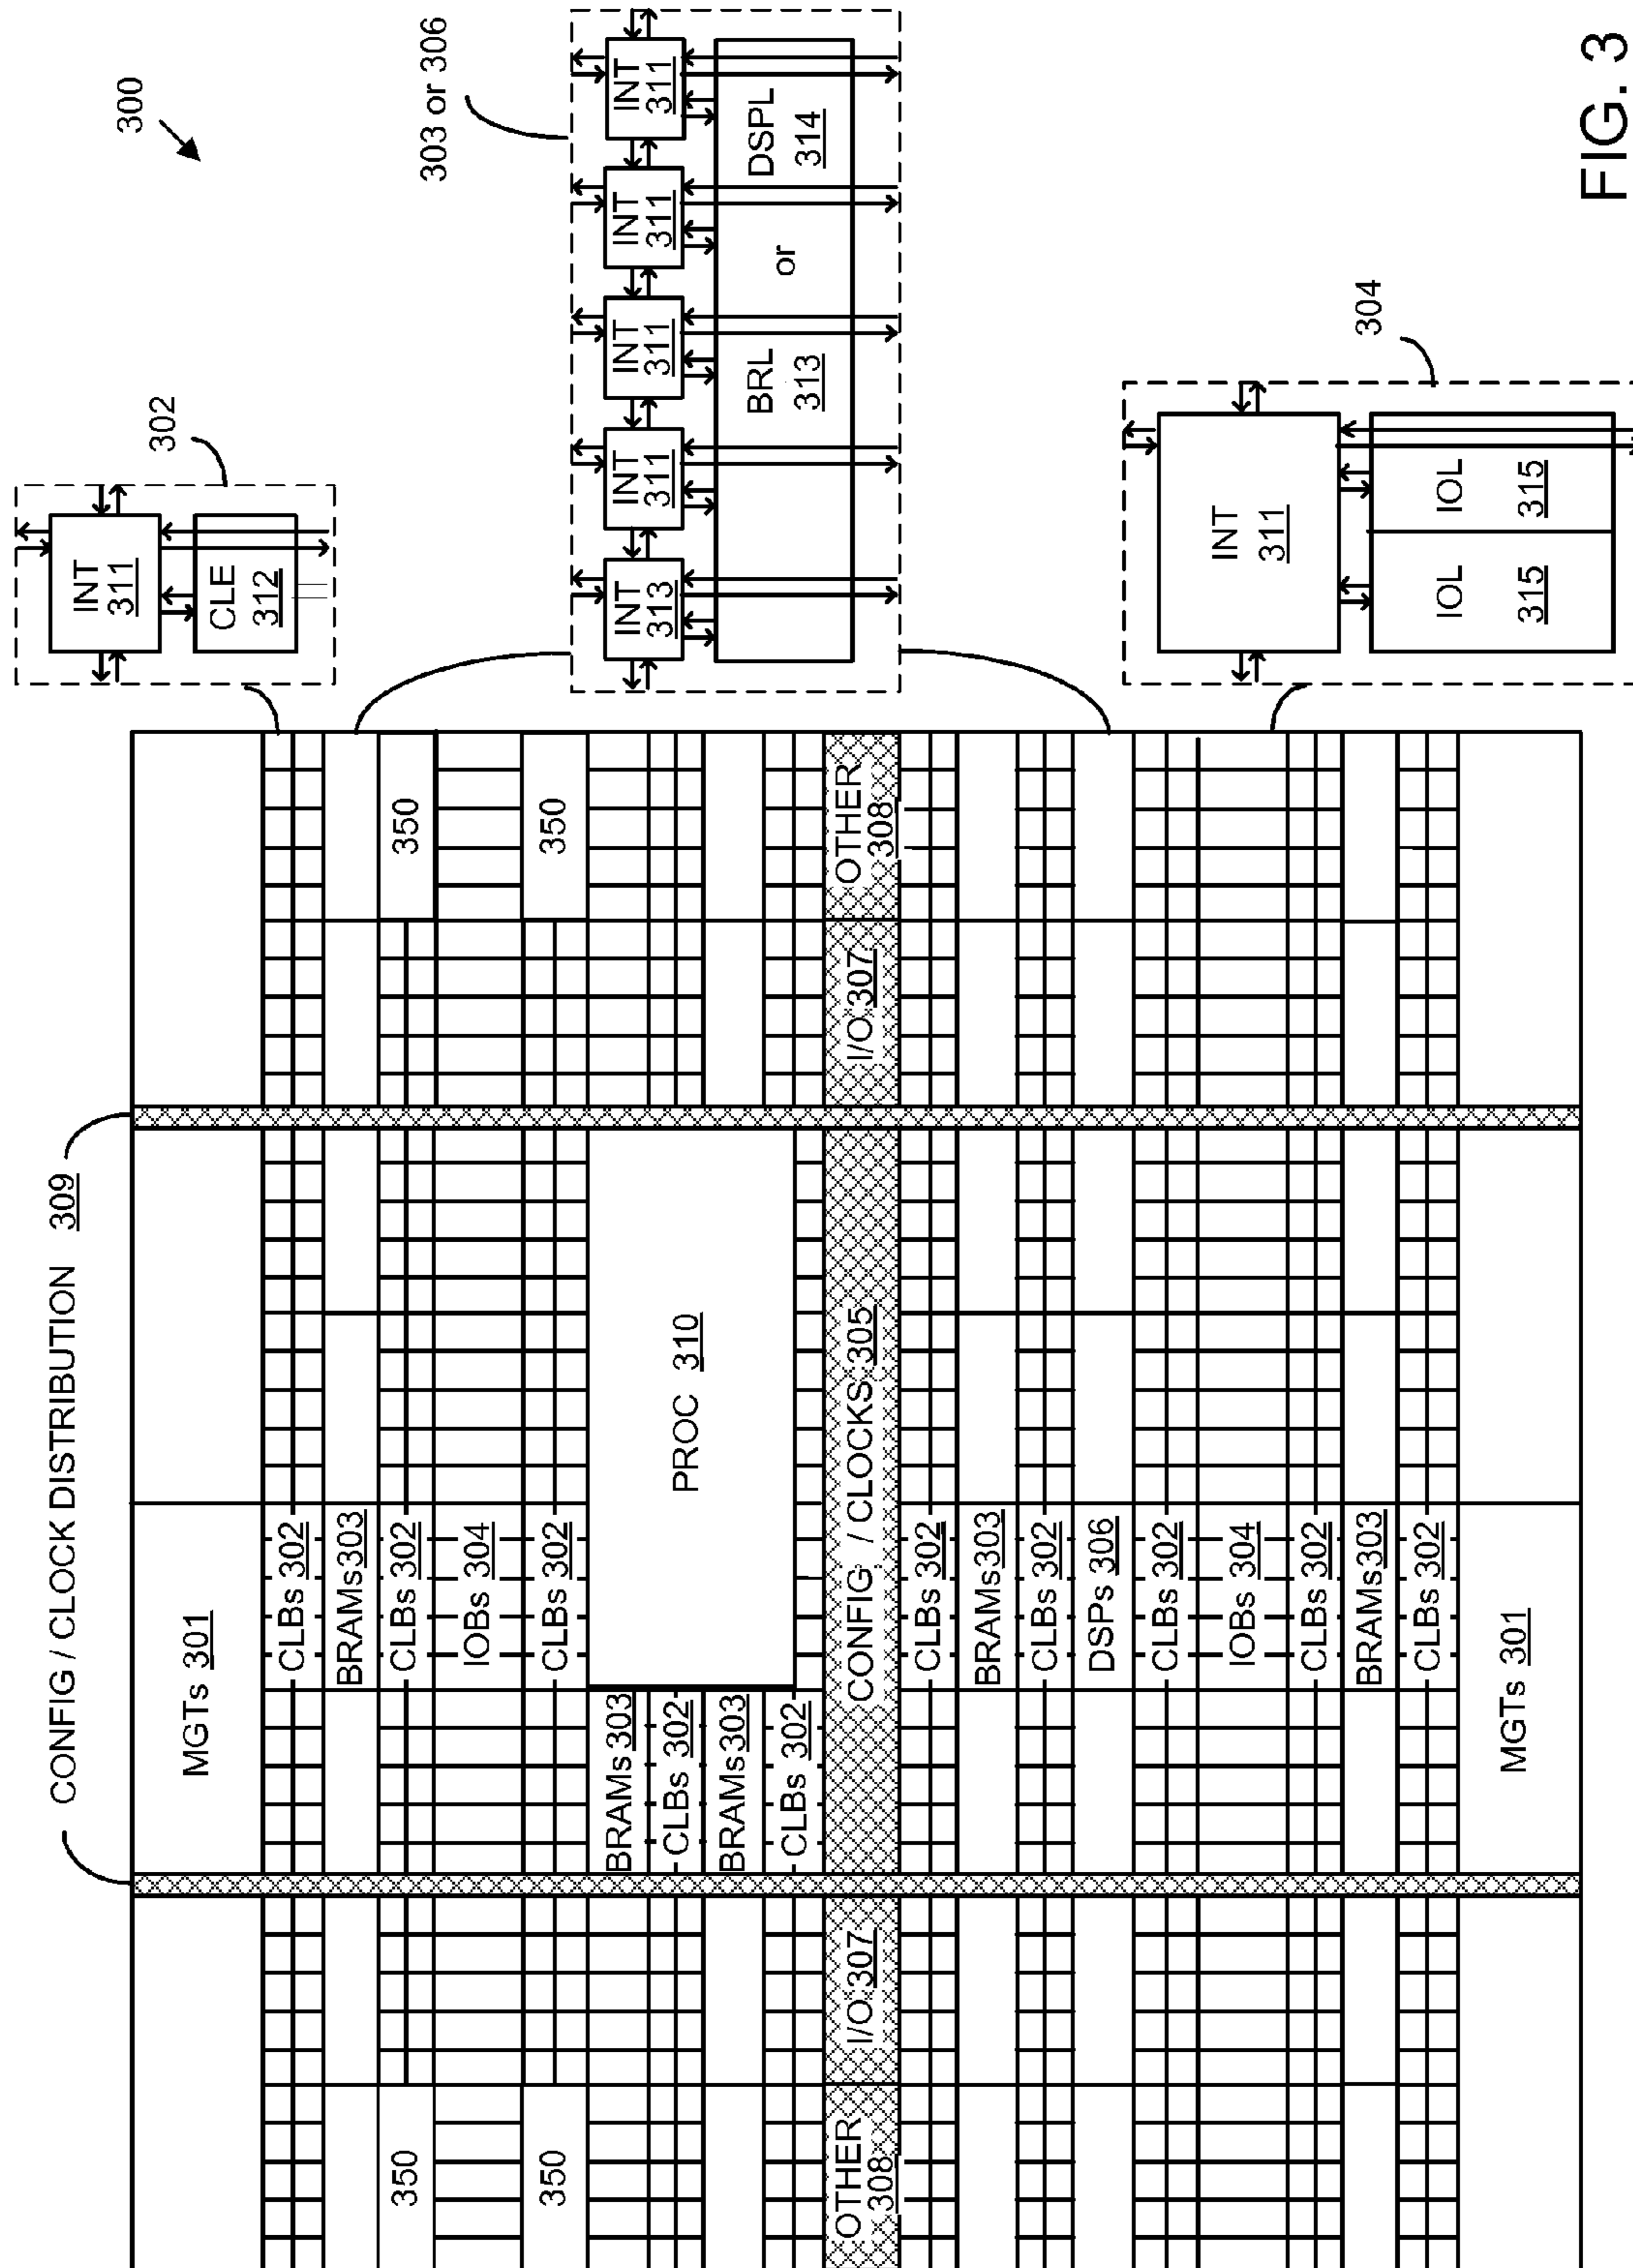 300
CONFIG / CLOCK DISTRIBUTION 309
MGTs 301
CLBs 302
BRAMs 303
CLBs 302
IOBs 304
CLBs 302
BRAMs 303
CLBs 302
BRAMs 303
CLBs 302
PROC 310
350
350
350
350
OTHER
308
I/O 307
CONFIG / CLOCKS 305
I/O 307
OTHER
308
CLBs 302
BRAMs 303
CLBs 302
DSPs 306
CLBs 302
IOBs 304
CLBs 302
BRAMs 303
CLBs 302
MGTs 301
302
INT
311
CLE
312
303 or 306
INT
313
INT
311
INT
311
INT
311
INT
311
BRL
313
or
DSPL
314
304
INT
311
IOL
315
IOL
315
FIG. 3